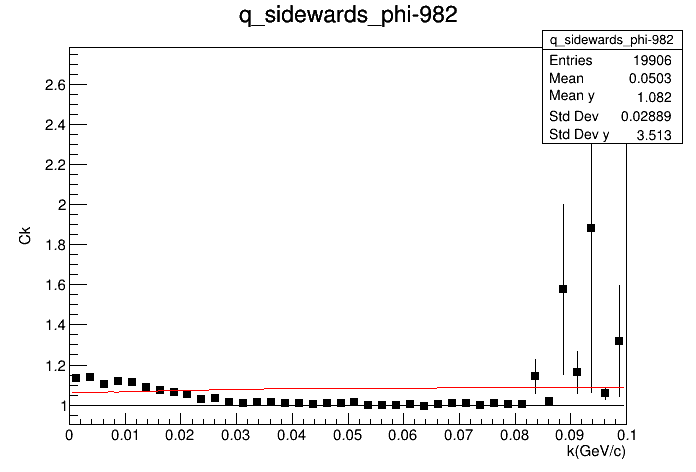 q_sidewards_phi-982
q_sidewards_phi-982
Entries 19906
Mean 0.0503
Mean y 1.082
Std Dev 0.02889
Std Dev y 3.513
2.6
2.4
2.2
2
1.8
1.6
1.4
1.2
1
Ck
0 0.01 0.02 0.03 0.04 0.05 0.06 0.07 0.08 0.09 0.1
k(GeV/c)